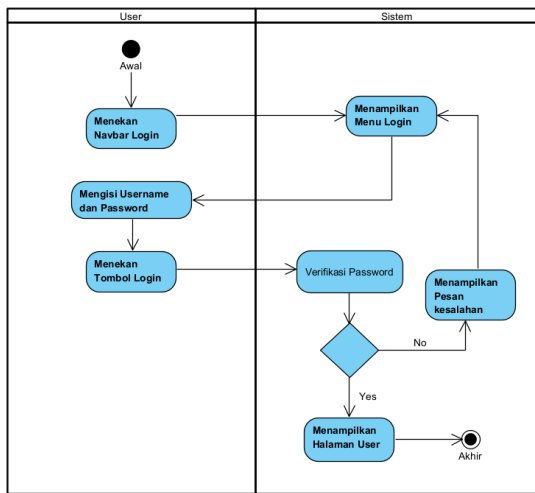 User
Sistem
Awal
Menekan
Navbar Login
Menampilkan
Menu Login
Mengisi Username
dan Password
Menekan
Tombol Login
Verifikasi Password
Menampilkan
Pesan
kesalahan
No
Yes
Menampilkan
Halaman User
Akhir